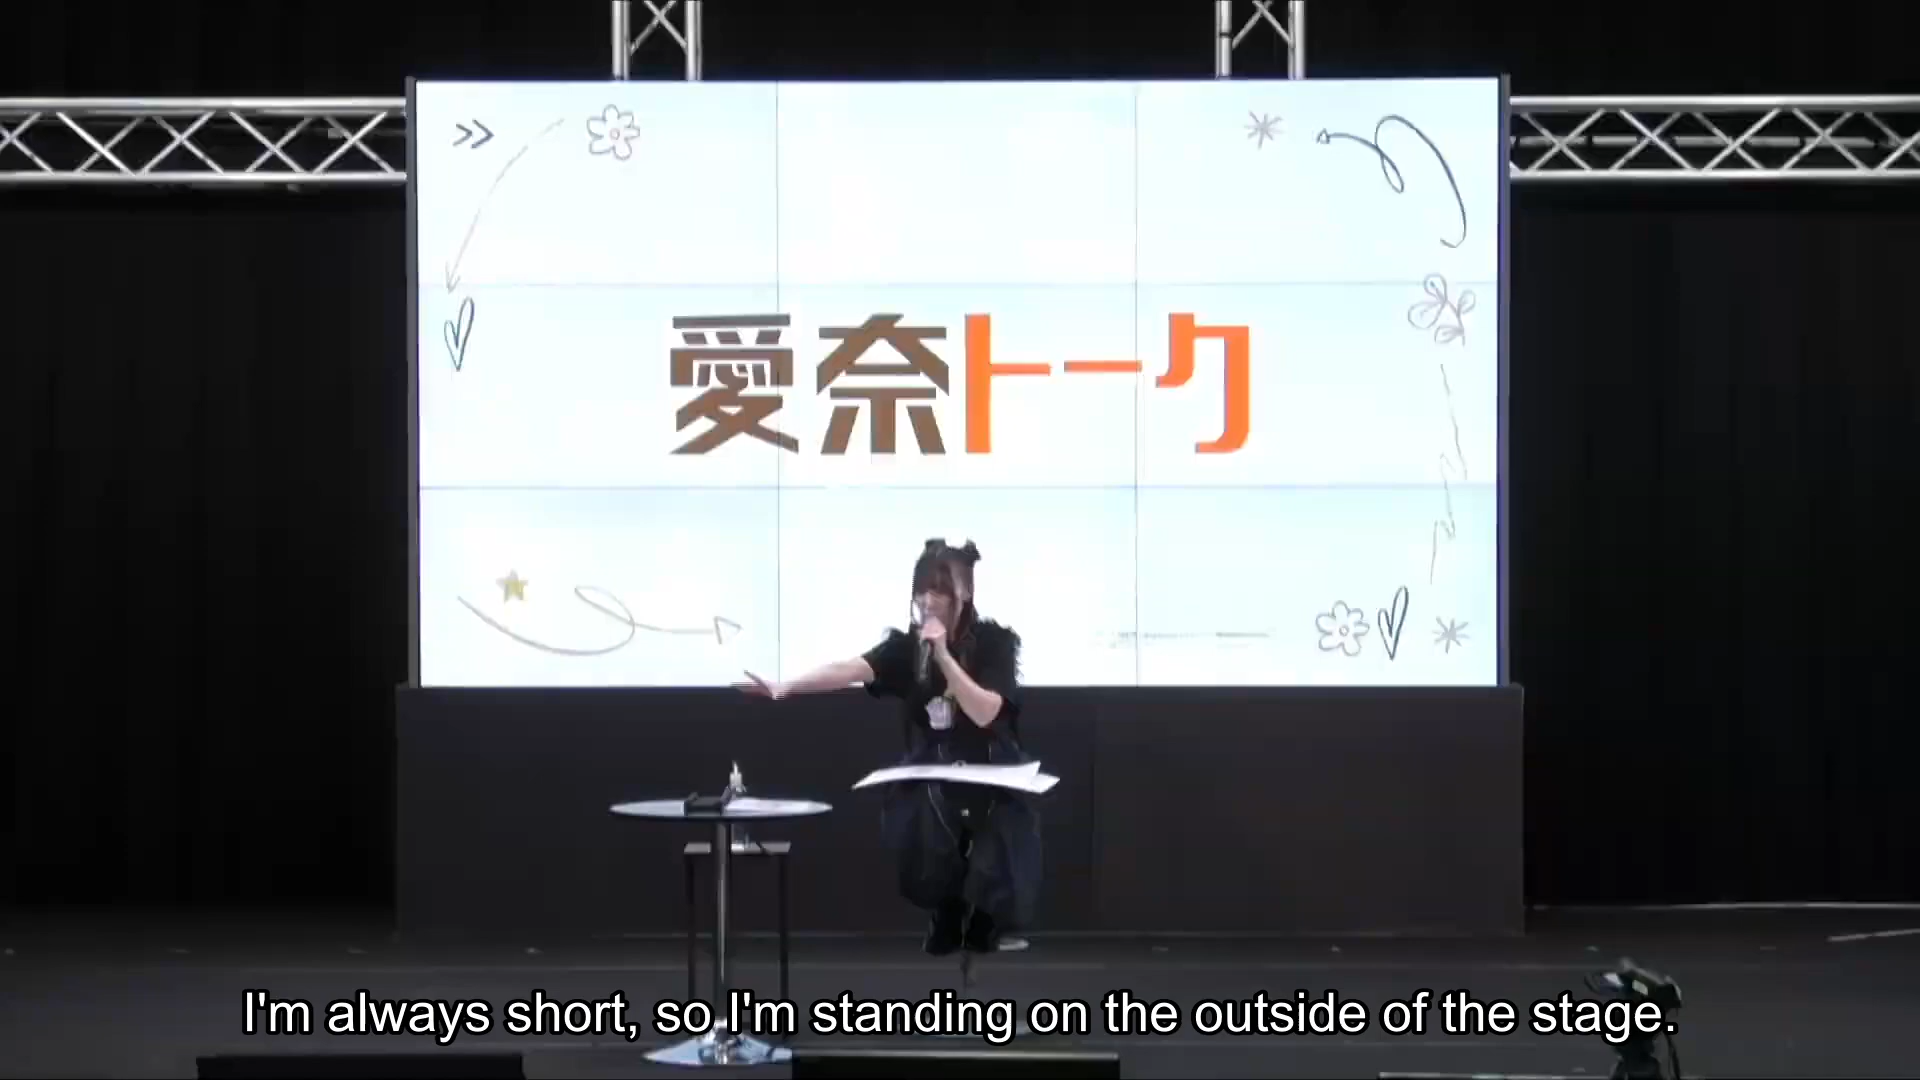 愛奈トーク
I'm always short, so I'm standing on the outside of the stage.